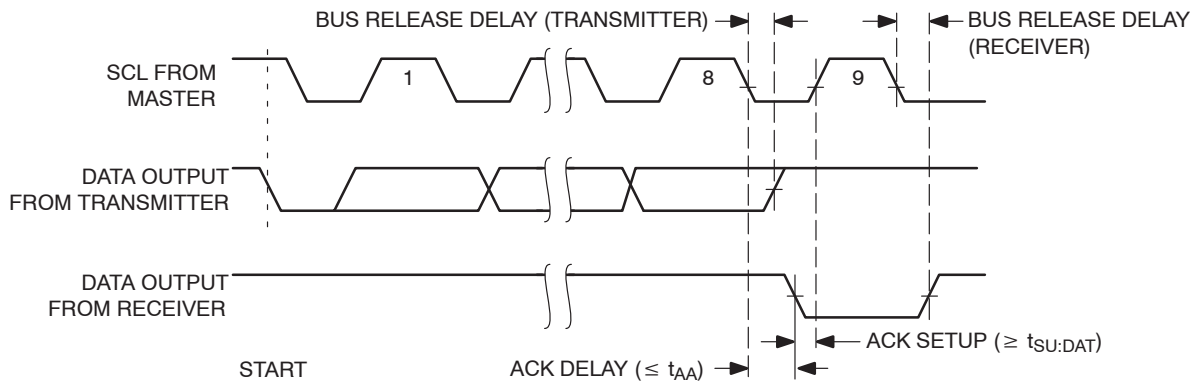 BUS RELEASE DELAY (TRANSMITTER)
BUS RELEASE DELAY
(RECEIVER)
SCL FROM
MASTER
1
8
9
DATA OUTPUT
FROM TRANSMITTER
DATA OUTPUT
FROM RECEIVER
ACK SETUP (≥ tSU:DAT)
START
ACK DELAY (≤ tAA)